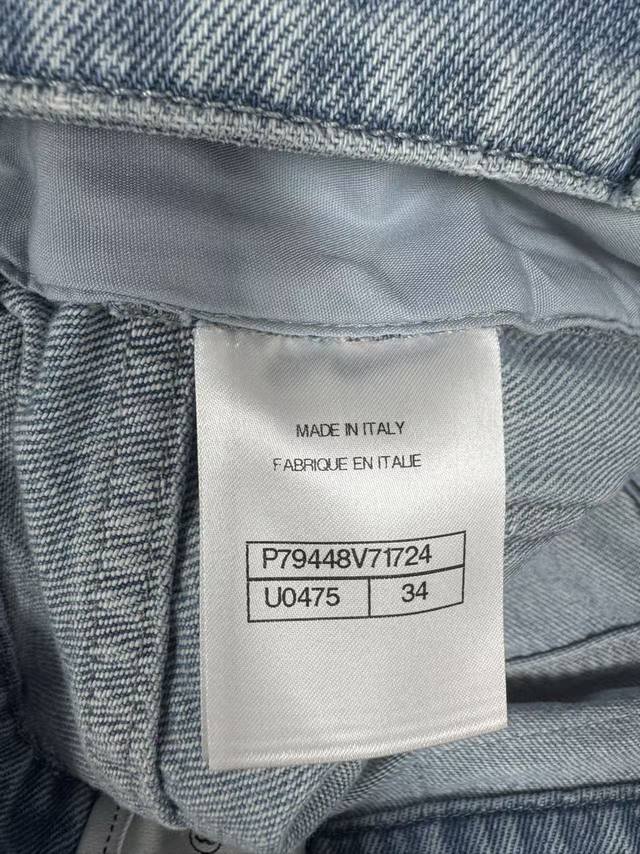 MADE IN ITALY
FABRIQUE EN ITALIE
P79448V71724
U0475 34